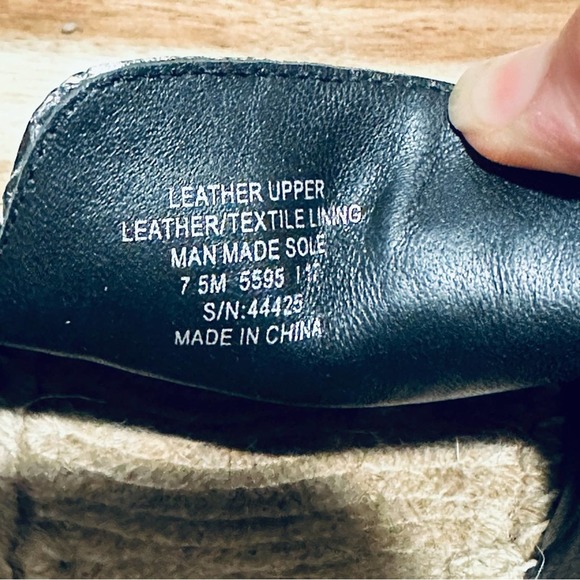 LEATHER UPPER
LEATHER/TEXTILE LINING
MAN MADE SOLE
7 5M 5595
S/N:44425
MADE IN CHINA